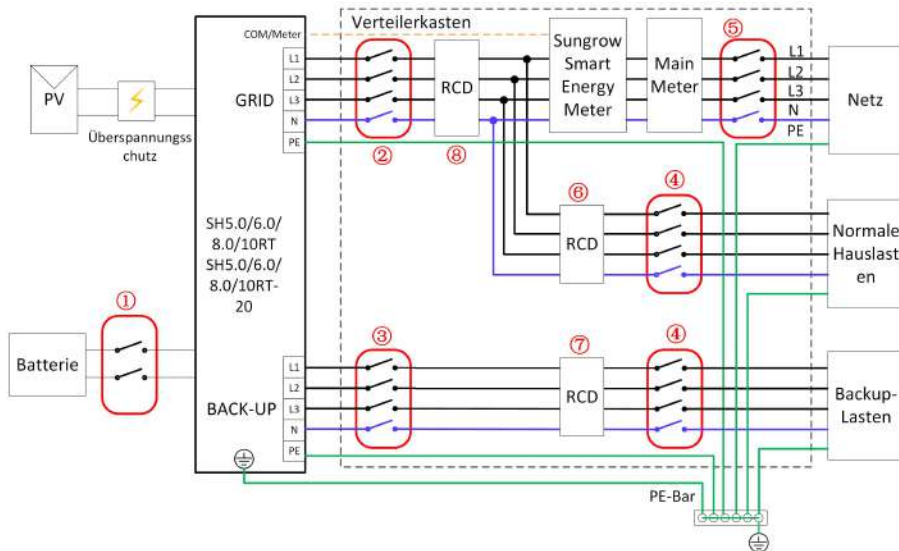 Verteilerkasten
COM/Meter
PV
Überspannungss
chutz
GRID
L1
L2
L3
N
PE
②
RCD
⑧
Sungrow
Smart
Energy
Meter
Main
Meter
⑤
L1
L2
L3
N
PE
Netz
SH5.0/6.0/
8.0/10RT
SH5.0/6.0/
8.0/10RT-
20
⑥
RCD
④
Normale
Hauslast
en
①
Batterie
BACK-UP
L1
L2
L3
N
PE
③
⑦
RCD
④
Backup-
Lasten
PE-Bar